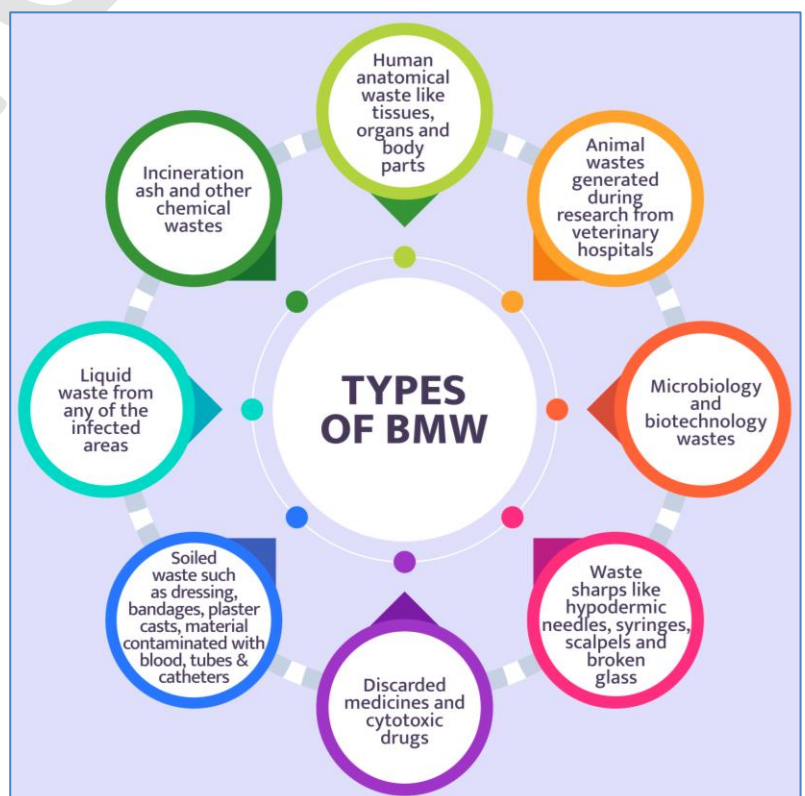 TYPES
OF BMW
Human
anatomical
waste like
tissues,
organs and
body
parts
Animal
wastes
generated
during
research from
veterinary
hospitals
Microbiology
and
biotechnology
wastes
Waste
sharps like
hypodermic
needles, syringes,
scalpels and
broken
glass
Discarded
medicines and
cytotoxic
drugs
Soiled
waste such
as dressing,
bandages, plaster
casts, material
contaminated with
blood, tubes &
catheters
Liquid
waste from
any of the
infected
areas
Incineration
ash and other
chemical
wastes